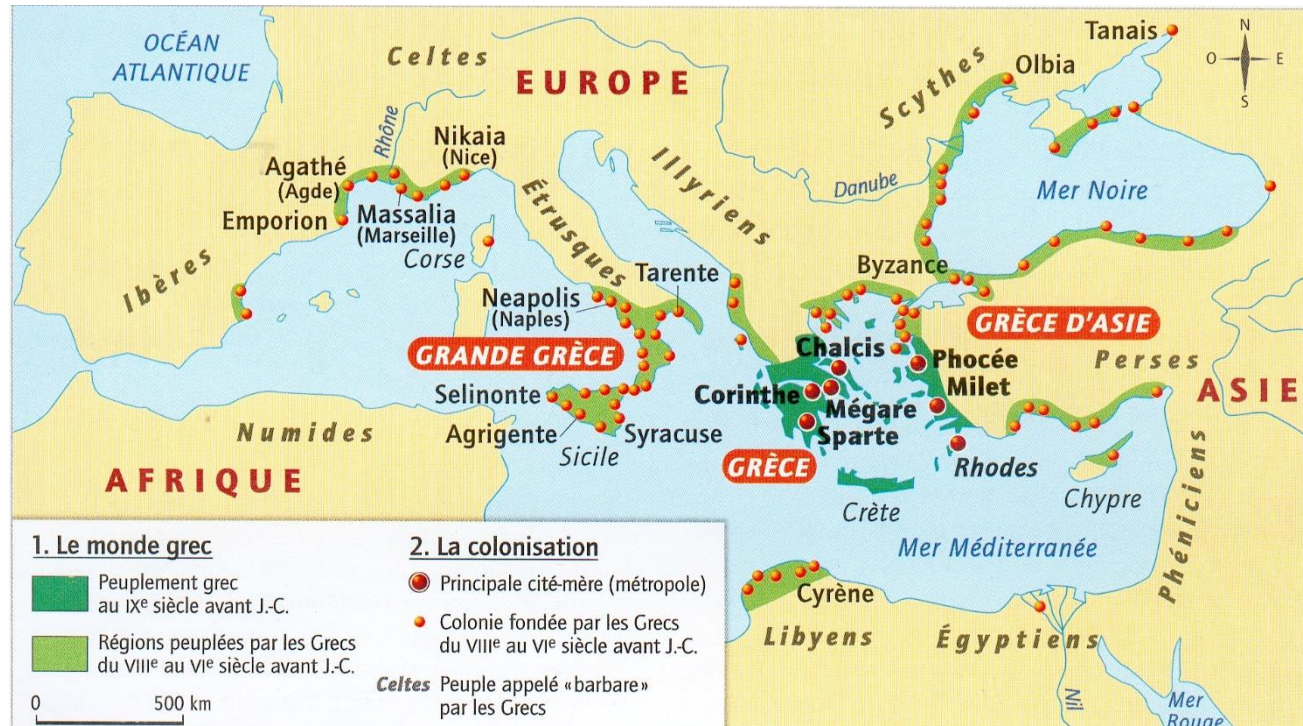 OCÉAN
ATLANTIQUE
Celtes
EUROPE
Scythes
Tanais
Olbia
N
O
E
S
Rhône
Nikaia
(Nice)
Agathé
(Agde)
Massalia
(Marseille)
Emporion
Corse
Ibères
Étrusques
Illyriens
Danube
Mer Noire
Tarente
Byzance
Neapolis
(Naples)
GRANDE GRÈCE
GRÈCE D'ASIE
Chalcis
Phocée
Milet
Perses
ASIE
Selinonte
Corinthe
Mégare
Sparte
Agrigente
Syracuse
Sicile
Numides
GRÈCE
Rhodes
AFRIQUE
Crète
Chypre
Mer Méditerranée
Phéniciens
Cyrène
Libyens
Égyptiens
Nil
Mer
Rouge
1. Le monde grec
Peuplement grec
au IXe siècle avant J.-C.
Régions peuplées par les Grecs
du VIIIe au VIe siècle avant J.-C.
0 500 km
2. La colonisation
Principale cité-mère (métropole)
Colonie fondée par les Grecs
du VIIIe au VIe siècle avant J.-C.
Celtes Peuple appelé «barbare»
par les Grecs